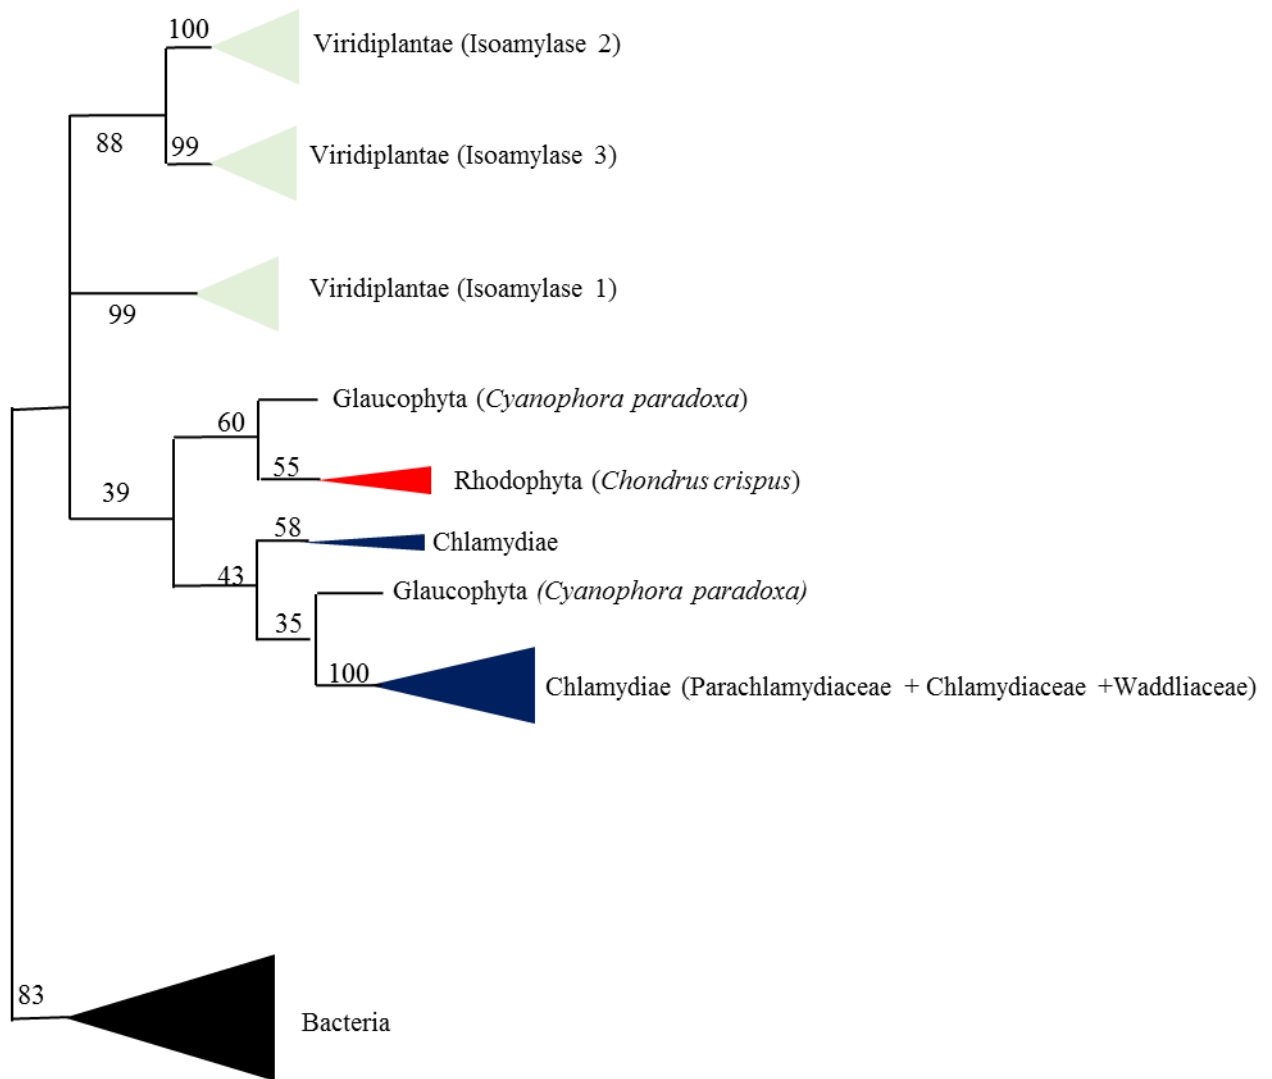 100
Viridiplantae (Isoamylase 2)
88
99
Viridiplantae (Isoamylase 3)
Viridiplantae (Isoamylase 1)
99
Glaucophyta (Cyanophora paradoxa)
60
55
Rhodophyta (Chondrus crispus)
39
58
Chlamydiae
43
Glaucophyta (Cyanophora paradoxa)
35
100
Chlamydiae (Parachlamydiaceae + Chlamydiaceae +Waddliaceae)
83
Bacteria